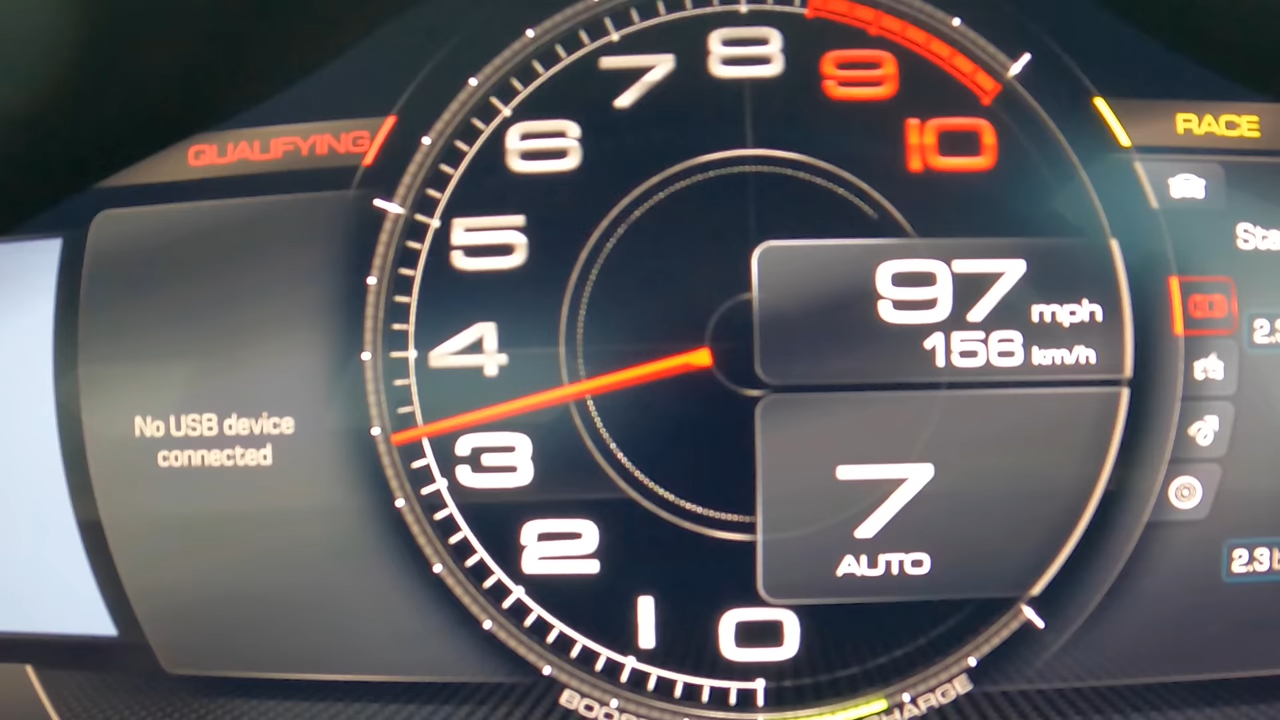 QUALIFYING
RACE
10
9
8
7
6
5
4
3
2
1
0
97 mph
156 km/h
7
AUTO
No USB device
connected
2.3